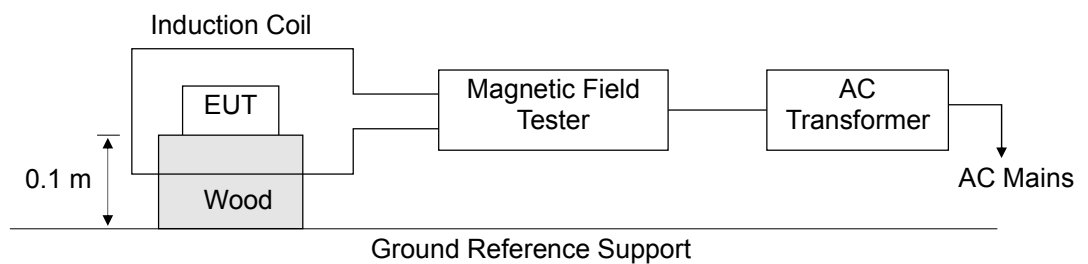 Induction Coil
EUT
Magnetic Field
Tester
AC
Transformer
0.1 m
Wood
AC Mains
Ground Reference Support